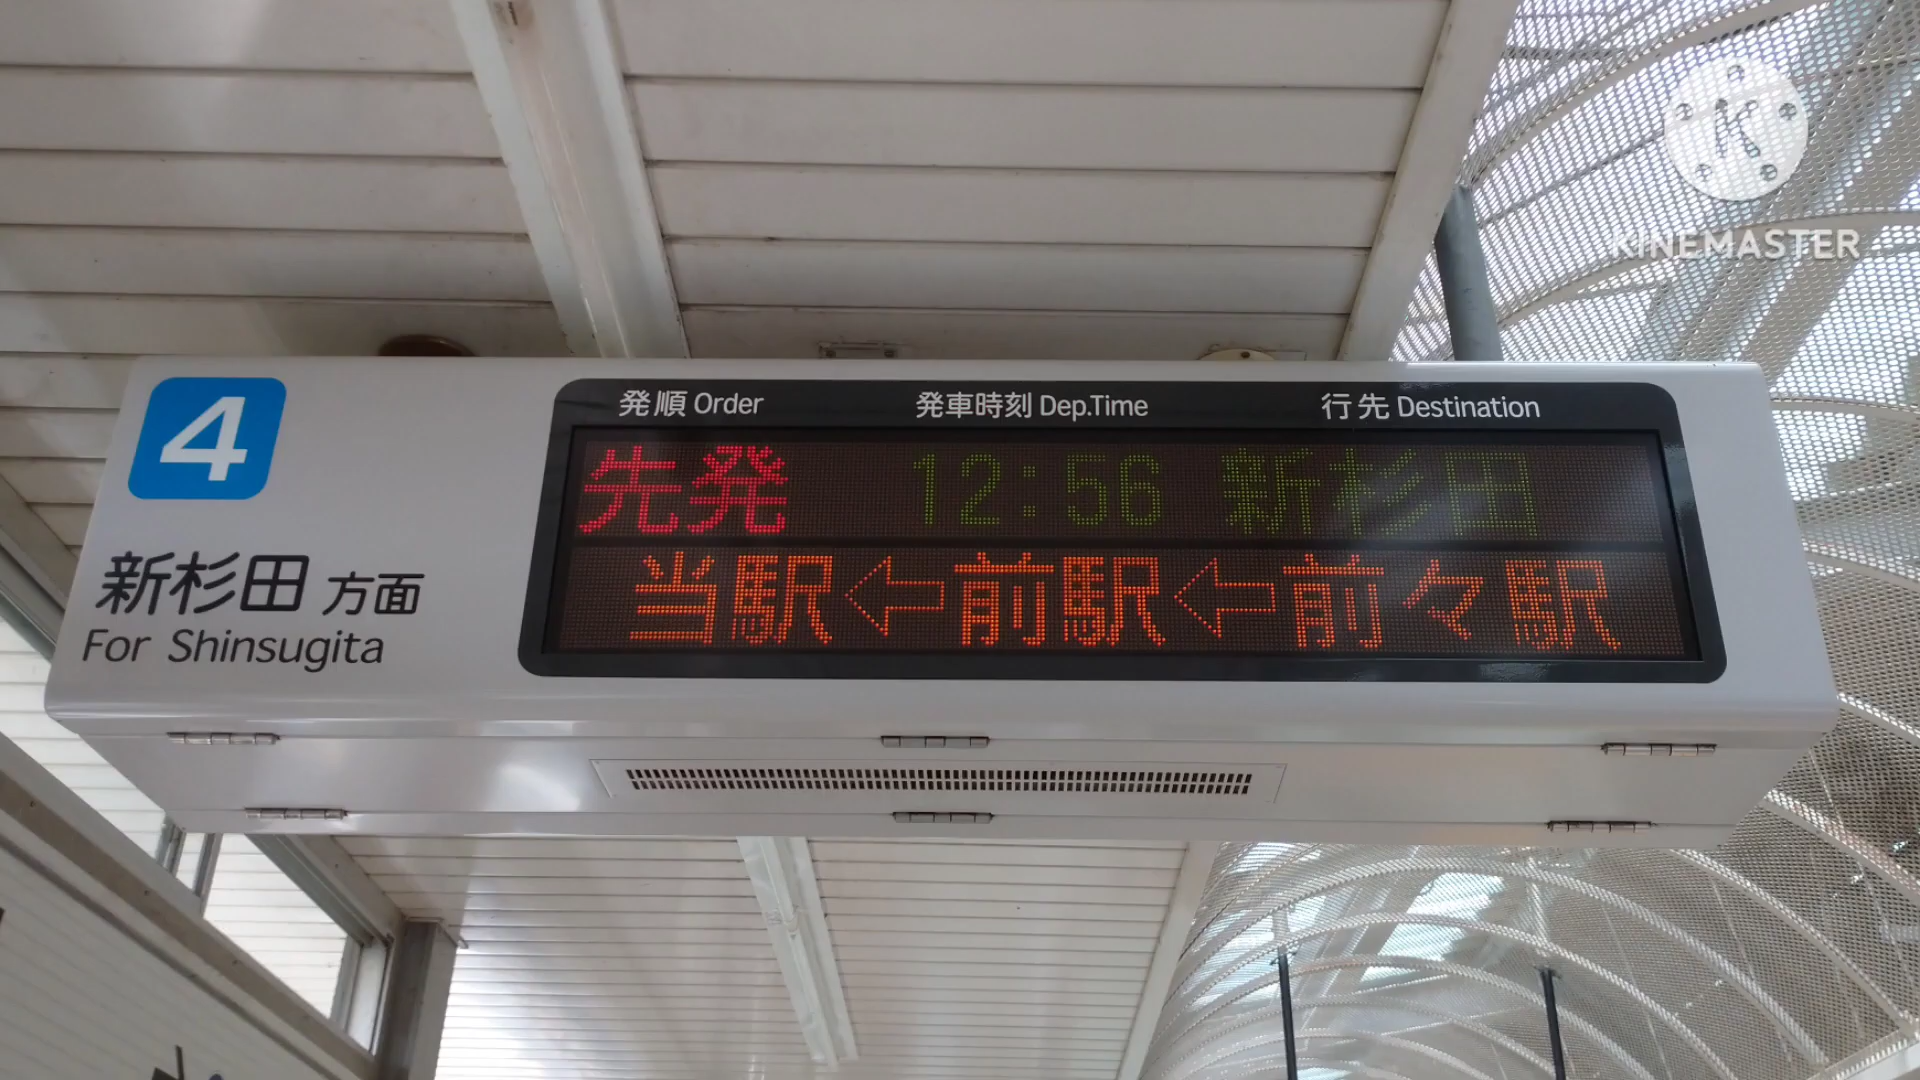 4
新杉田 方面
For Shinsugita
発順 Order 発車時刻 Dep.Time 行先 Destination
先発 12:56 新杉田
当駅⇦前駅⇦前々駅
K
KINEMASTER